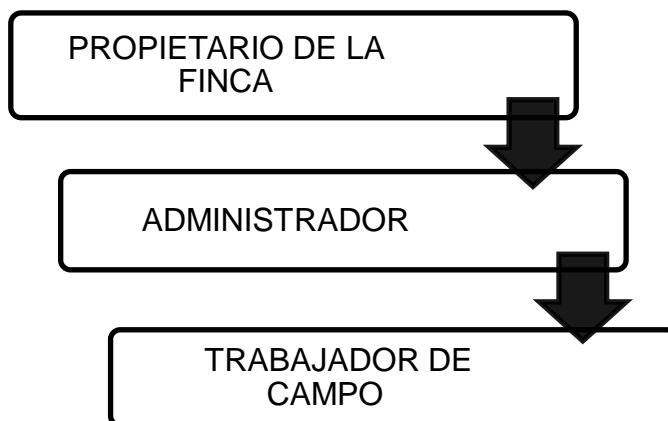 PROPIETARIO DE LA
FINCA
ADMINISTRADOR
TRABAJADOR DE
CAMPO